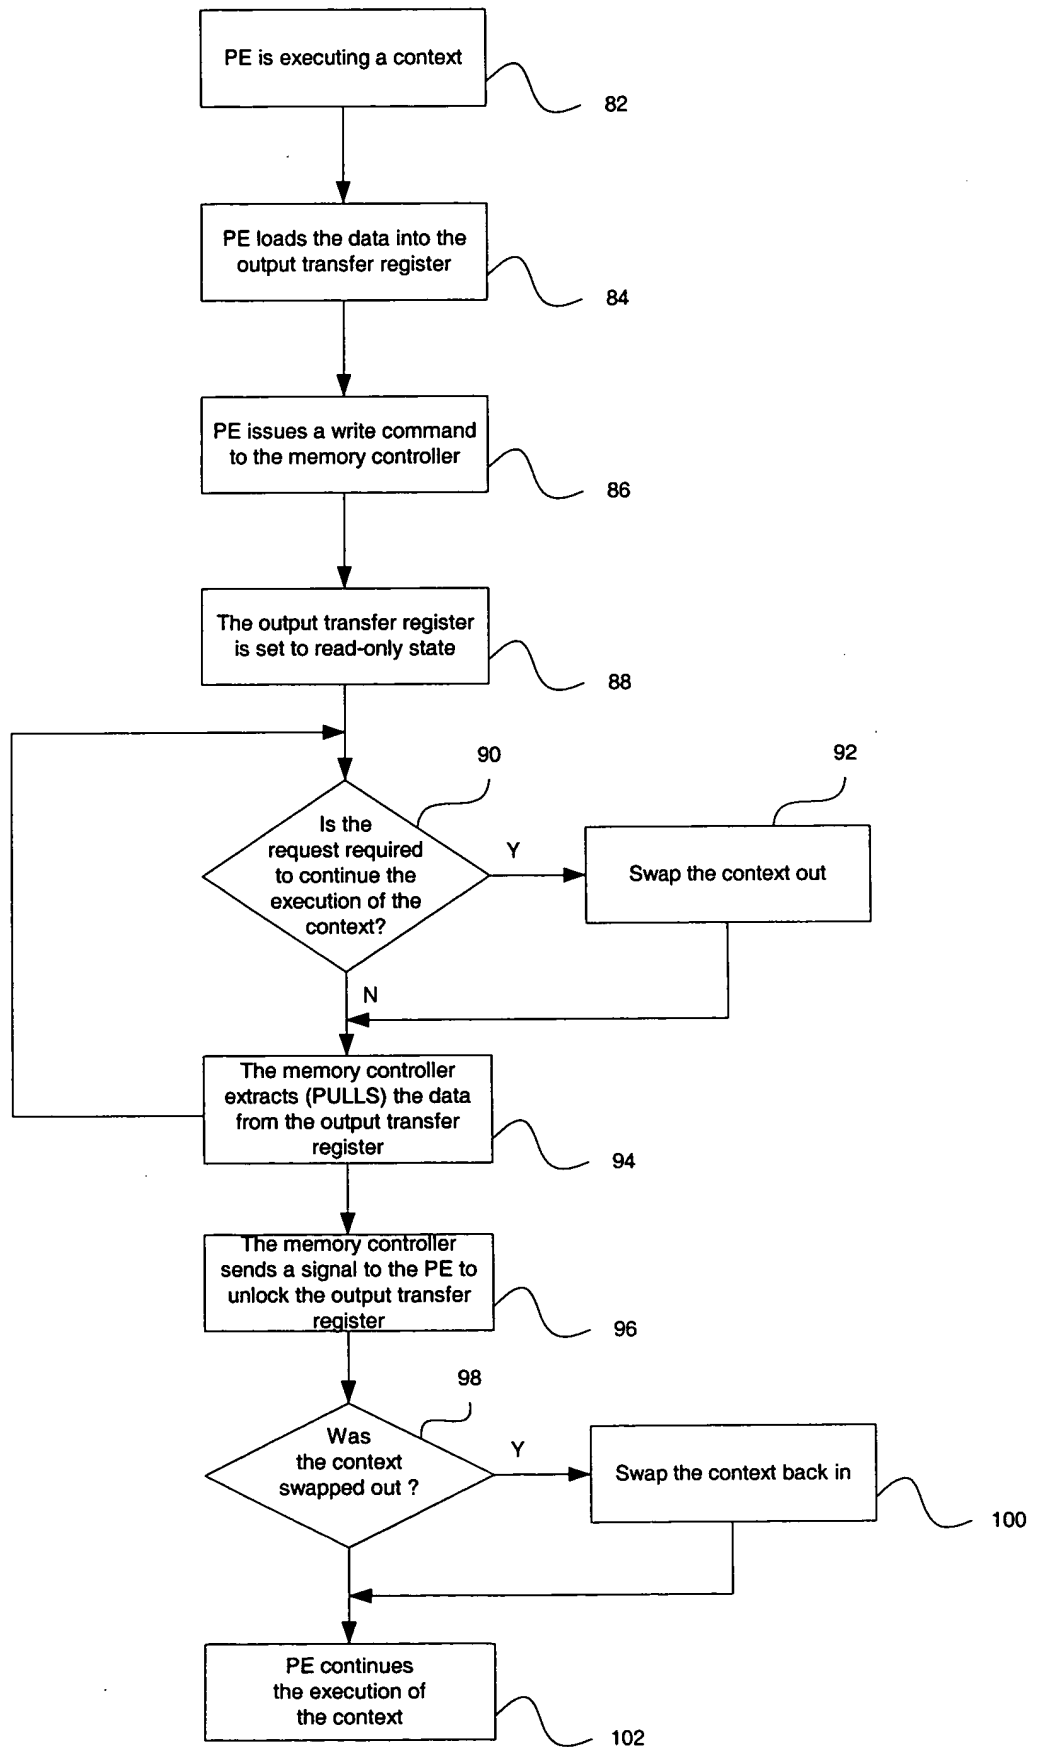 PE is executing a context
82
PE loads the data into the
output transfer register
84
PE issues a write command
to the memory controller
86
The output transfer register
is set to read-only state
88
90
92
Is the
request required
to continue the
execution of the
context?
Y
Swap the context out
N
The memory controller
extracts (PULLS) the data
from the output transfer
register
94
The memory controller
sends a signal to the PE to
unlock the output transfer
register
96
98
Was
the context
swapped out ?
Y
Swap the context back in
100
PE continues
the execution of
the context
102